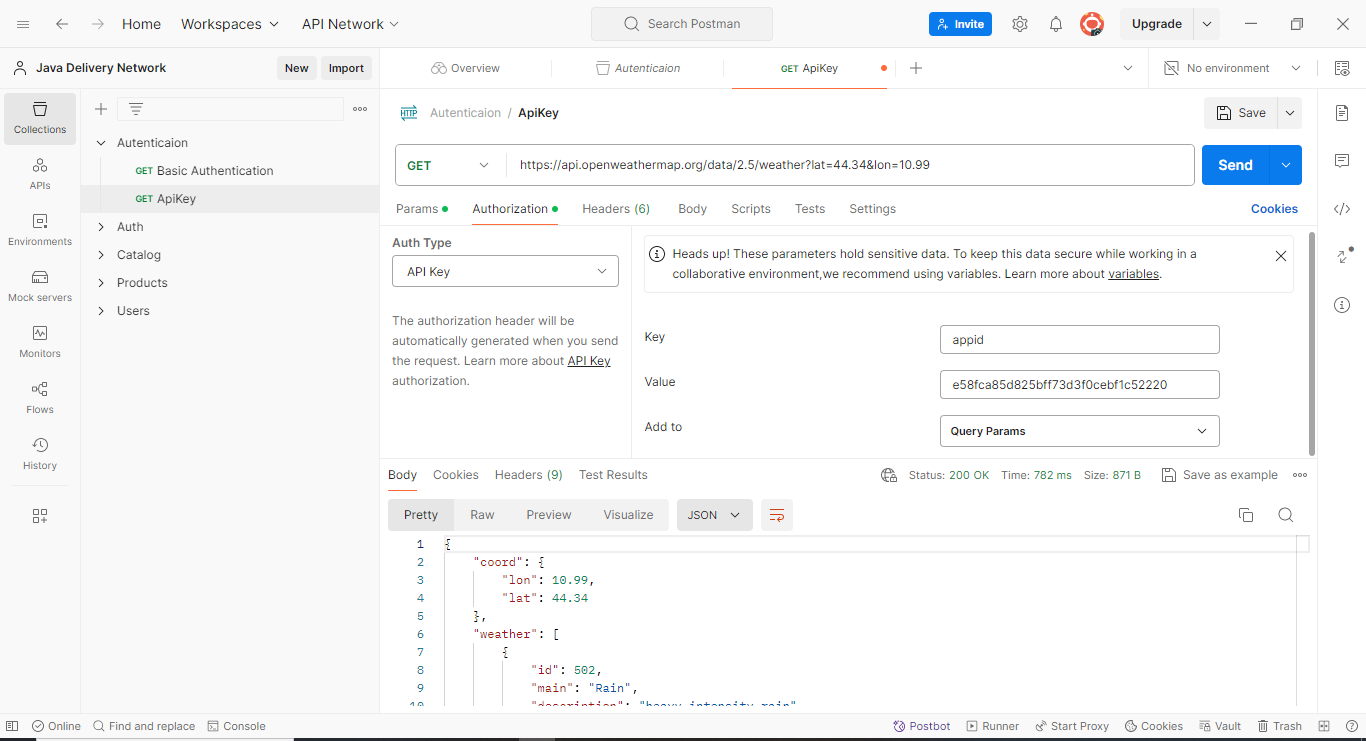 Home Workspaces API Network Search Postman Invite Upgrade
Java Delivery Network New Import Overview Autenticaion GET ApiKey No environment
Collections
APIs
Environments
Mock servers
Monitors
Flows
History
Autenticaion
GET Basic Authentication
GET ApiKey
Auth
Catalog
Products
Users
HTTP Autenticaion / ApiKey Save
GET https://api.openweathermap.org/data/2.5/weather?lat=44.34&lon=10.99 Send
Params Authorization Headers (6) Body Scripts Tests Settings Cookies
Auth Type
API Key
The authorization header will be
automatically generated when you send
the request. Learn more about API Key
authorization.
Heads up! These parameters hold sensitive data. To keep this data secure while working in a
collaborative environment,we recommend using variables. Learn more about variables.
Key appid
Value e58fca85d825bff73d3f0cebf1c52220
Add to Query Params
Body Cookies Headers (9) Test Results Status: 200 OK Time: 782 ms Size: 871 B Save as example
Pretty Raw Preview Visualize JSON
1 {
2 "coord": {
3 "lon": 10.99,
4 "lat": 44.34
5 },
6 "weather": [
7 {
8 "id": 502,
9 "main": "Rain",
10 "description": "heavy intensity rain"
Online Find and replace Console Postbot Runner Start Proxy Cookies Vault Trash